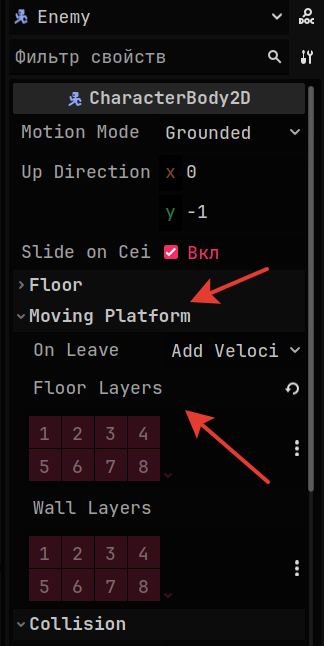 Enemy
DOC
Фильтр свойств
CharacterBody2D
Motion Mode Grounded
Up Direction x 0
y -1
Slide on Cei Вкл
Floor
Moving Platform
On Leave Add Veloci
Floor Layers
1 2 3 4
5 6 7 8
Wall Layers
1 2 3 4
5 6 7 8
Collision